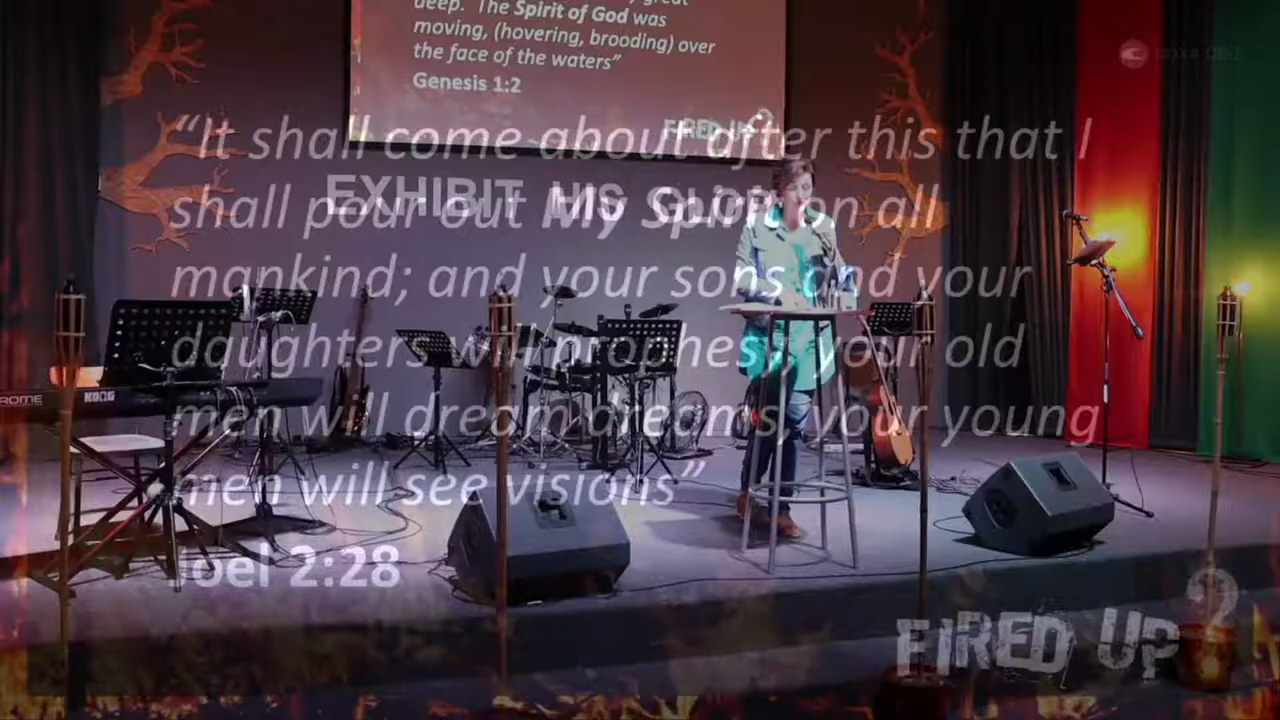 deep. The Spirit of God was
moving, (hovering, brooding) over
the face of the waters”
Genesis 1:2
FIRED UP
“It shall come about after this that I
EXHIBIT HIS
shall pour out My Spirit on all
mankind; and your sons and your
daughters will prophesy, your old
men will dream dreams, your young
men will see visions”
Joel 2:28
KORG
FIRED UP 2